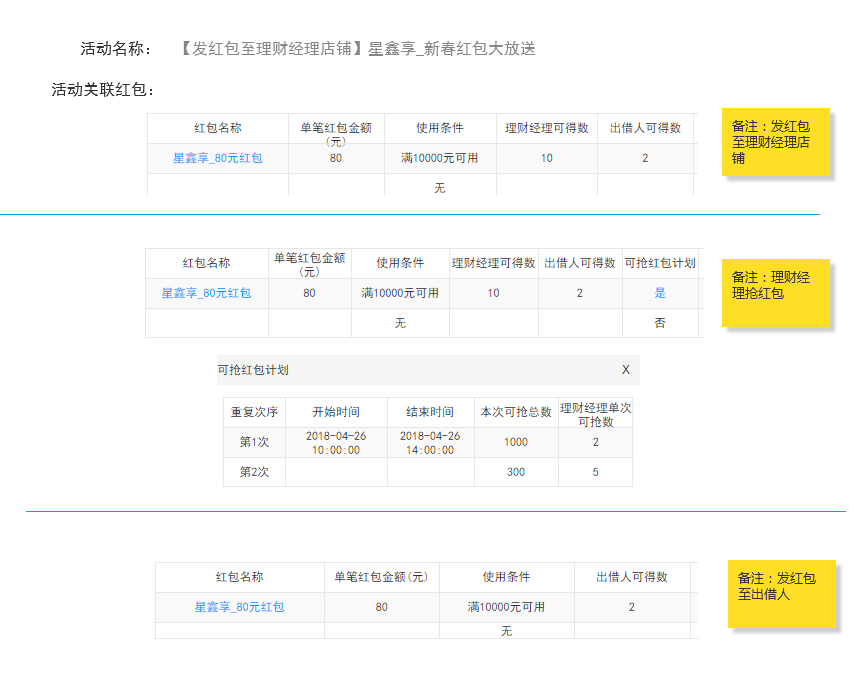 活动名称： 【发红包至理财经理店铺】星鑫享_新春红包大放送
活动关联红包：
红包名称 单笔红包金额（元） 使用条件 理财经理可得数 出借人可得数
星鑫享_80元红包 80 满10000元可用 10 2
无
备注：发红包
至理财经理店
铺
红包名称 单笔红包金额（元） 使用条件 理财经理可得数 出借人可得数 可抢红包计划
星鑫享_80元红包 80 满10000元可用 10 2 是
无 否
备注：理财经
理抢红包
可抢红包计划 X
重复次序 开始时间 结束时间 本次可抢总数 理财经理单次可抢数
第1次 2018-04-26 10:00:00 2018-04-26 14:00:00 1000 2
第2次 300 5
红包名称 单笔红包金额(元) 使用条件 出借人可得数
星鑫享_80元红包 80 满10000元可用 2
无
备注：发红包
至出借人